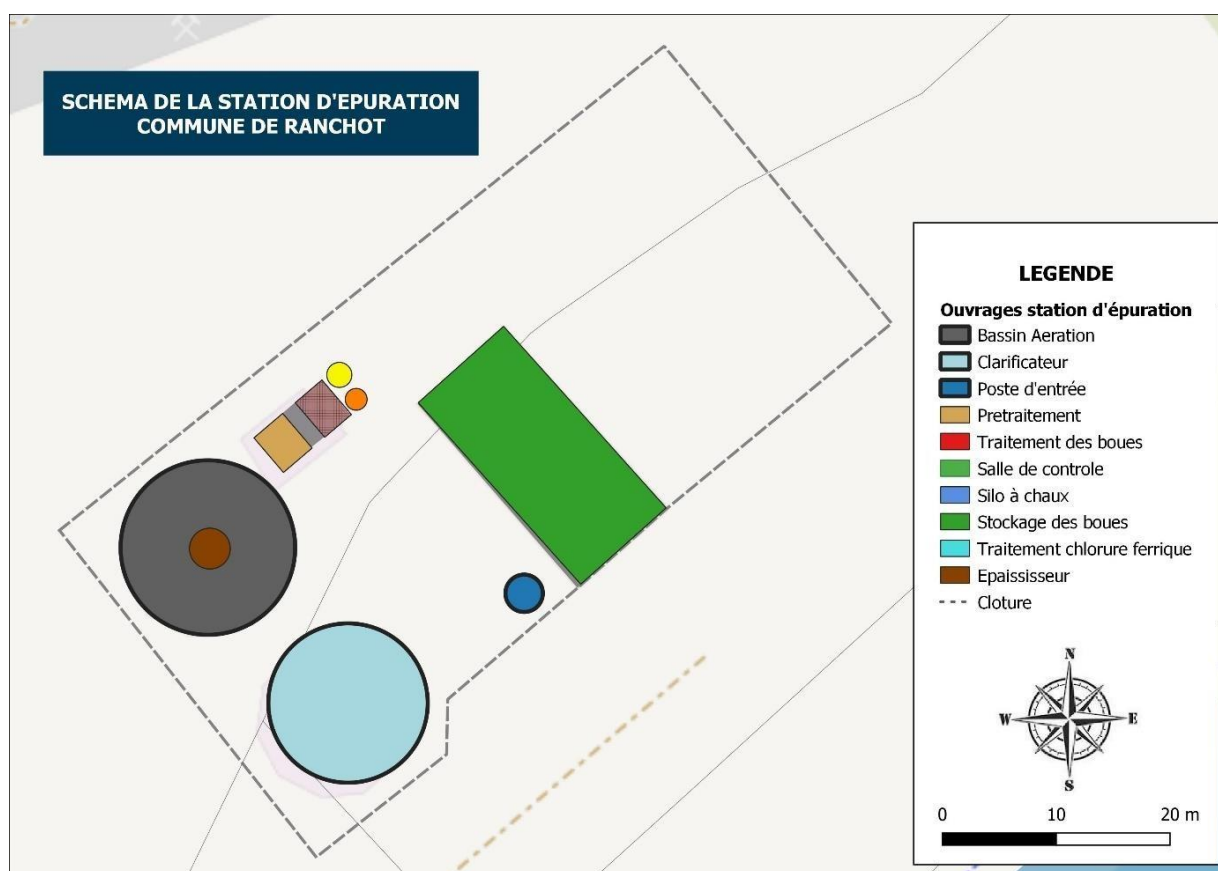 SCHEMA DE LA STATION D'EPURATION
COMMUNE DE RANCHOT
LEGENDE
Ouvrages station d'épuration
Bassin Aeration
Clarificateur
Poste d'entrée
Pretraitement
Traitement des boues
Salle de controle
Silo à chaux
Stockage des boues
Traitement chlorure ferrique
Epaississeur
Cloture
N
W E
S
0 10 20 m